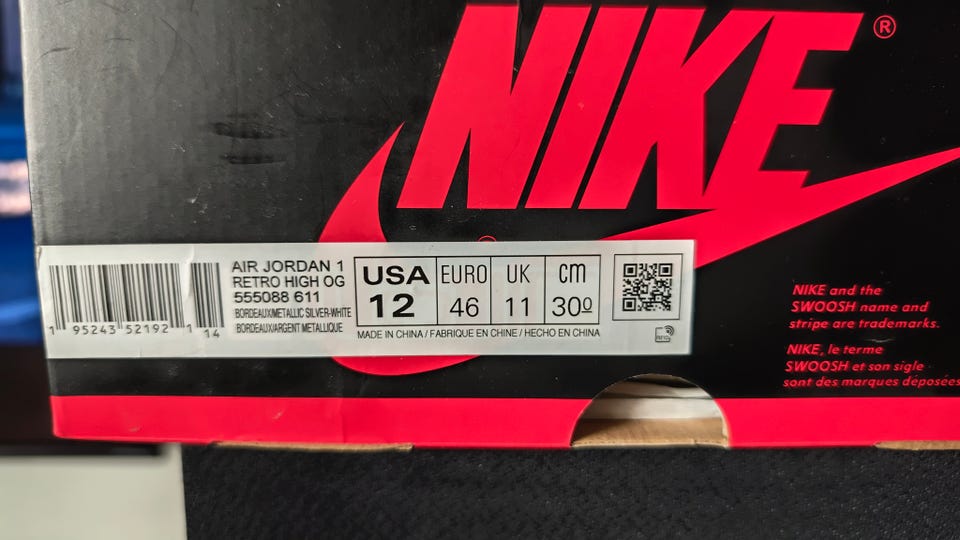 NIKE®
AIR JORDAN 1
RETRO HIGH OG
555088 611
BORDEAUX/METALLIC SILVER-WHITE
BORDEAUX/ARGENT METALLIQUE
1 95243 52192 1 14
USA EURO UK cm
12 46 11 30º
MADE IN CHINA / FABRIQUE EN CHINE / HECHO EN CHINA
NIKE and the
SWOOSH name and
stripe are trademarks.
NIKE, le terme
SWOOSH et son sigle
sont des marques déposées